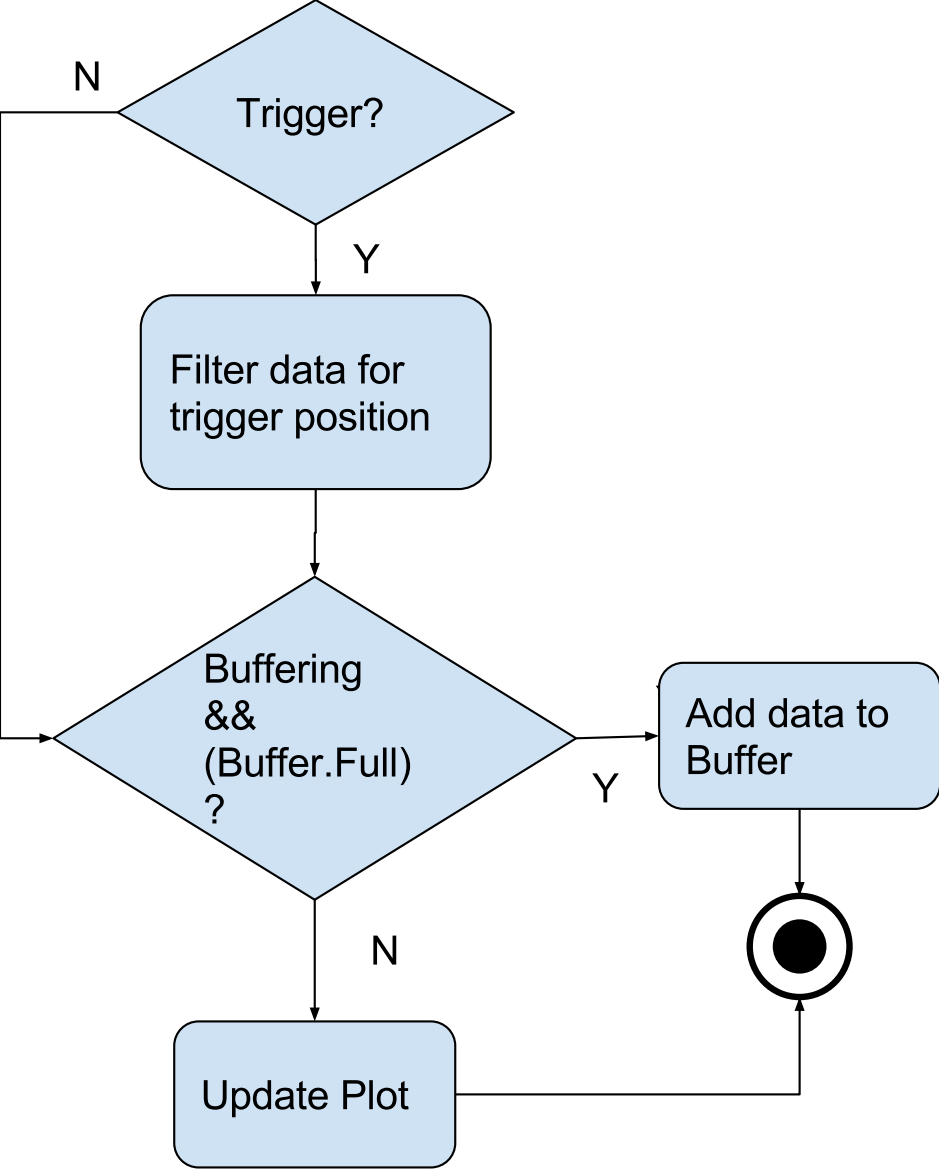 N
Trigger?
Y
Filter data for
trigger position
Buffering
&&
(Buffer.Full)
?
Y
Add data to
Buffer
N
Update Plot